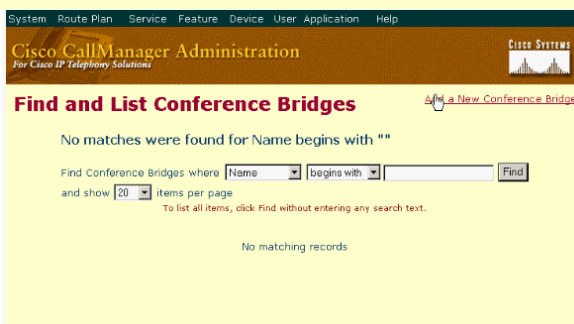 System Route Plan Service Feature Device User Application Help
Cisco CallManager Administration
For Cisco IP Telephony Solutions
CISCO SYSTEMS
Find and List Conference Bridges
Add a New Conference Bridge
No matches were found for Name begins with ""
Find Conference Bridges where Name begins with Find
and show 20 items per page
To list all items, click Find without entering any search text.
No matching records